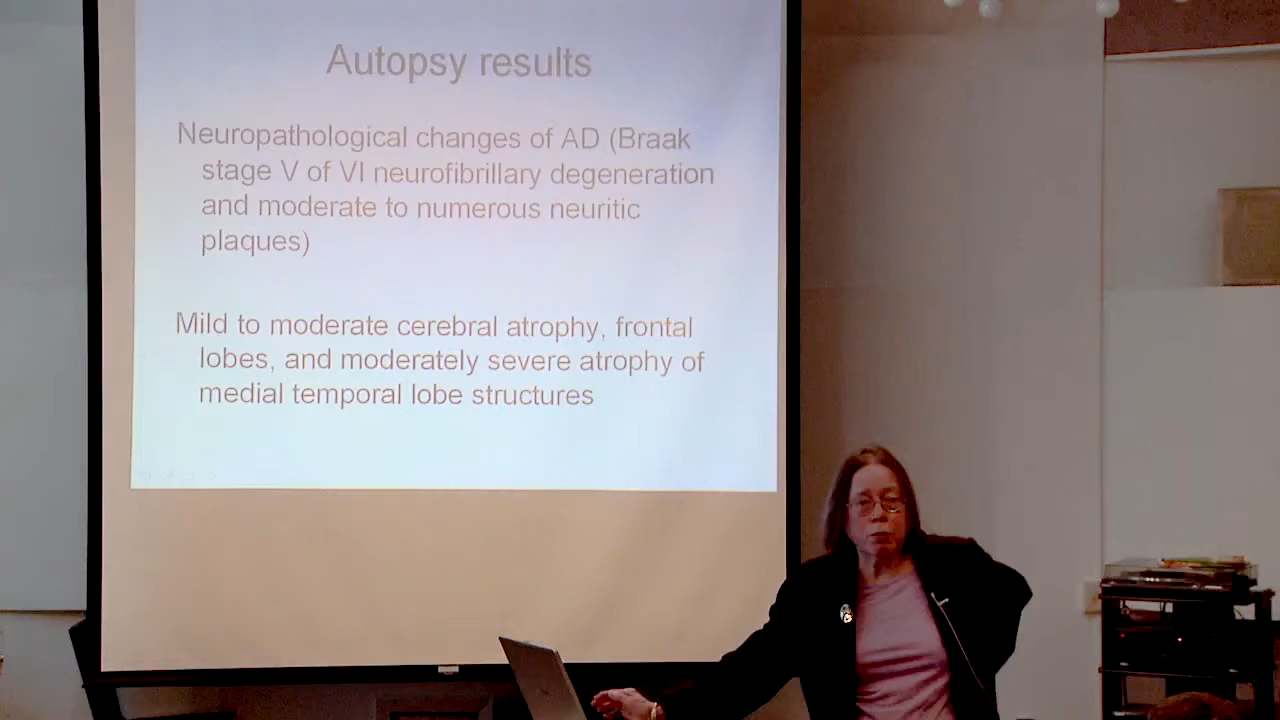 Autopsy results
Neuropathological changes of AD (Braak
stage V of VI neurofibrillary degeneration
and moderate to numerous neuritic
plaques)
Mild to moderate cerebral atrophy, frontal
lobes, and moderately severe atrophy of
medial temporal lobe structures